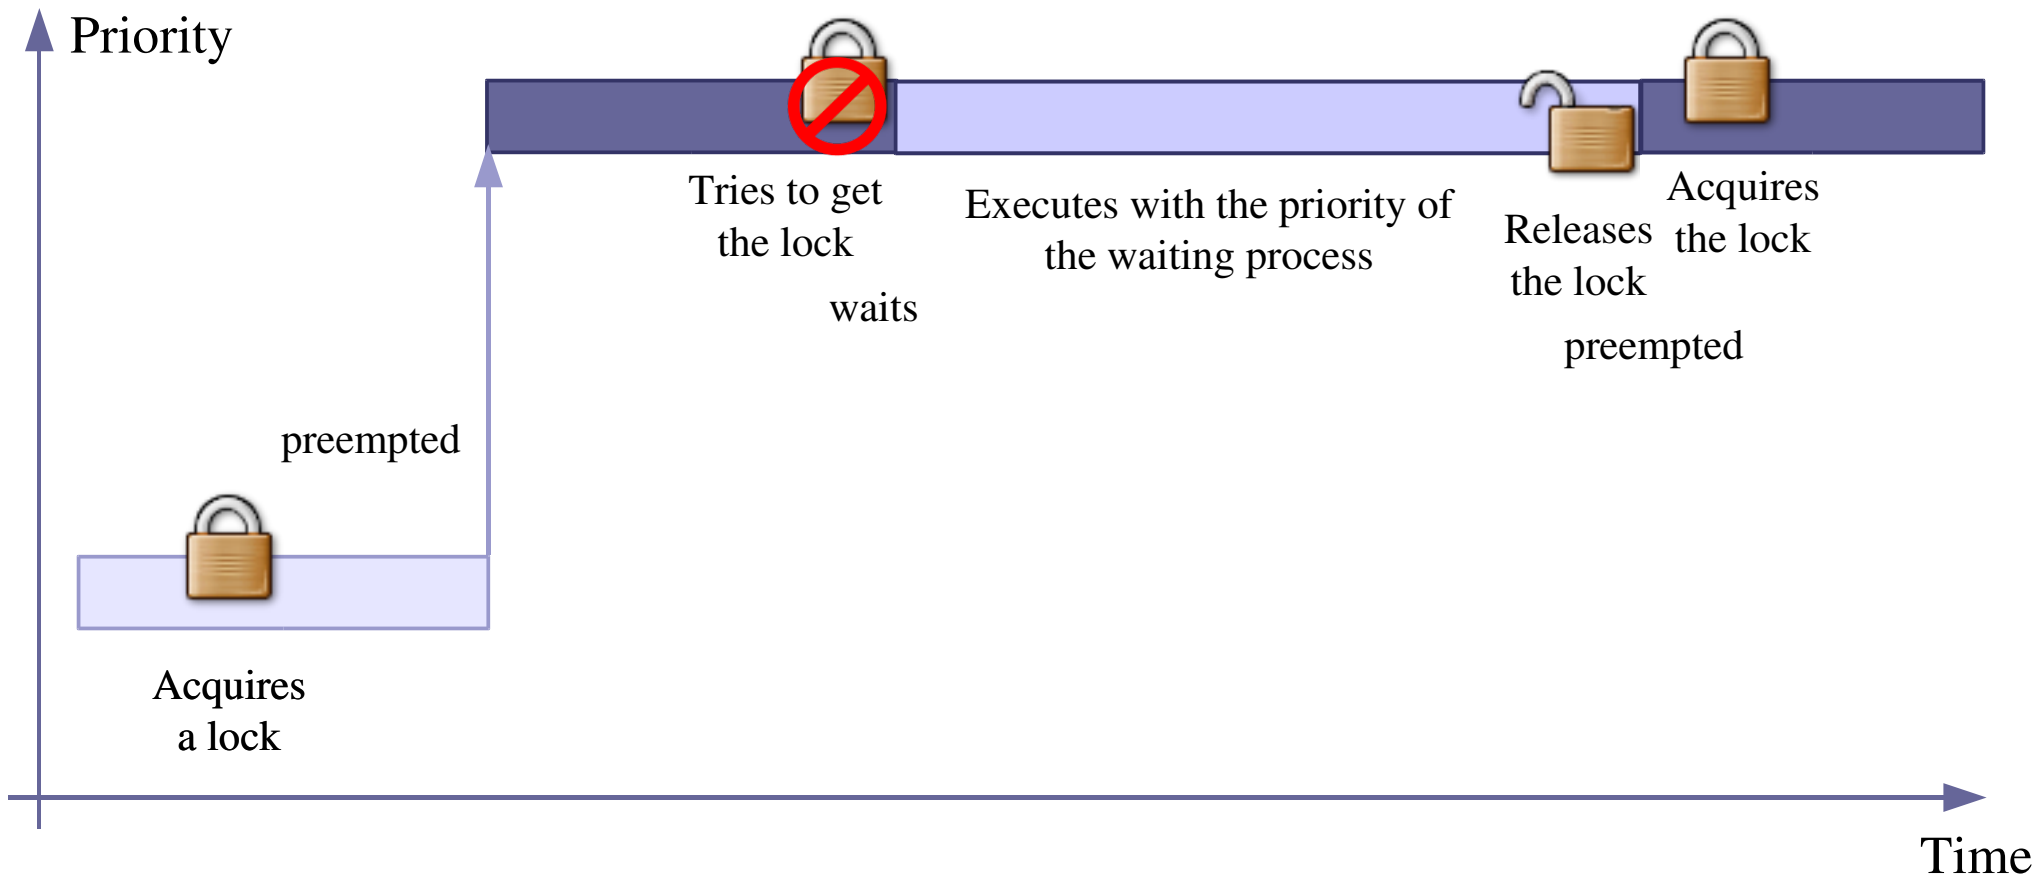 Priority
Tries to get
the lock
waits
Executes with the priority of
the waiting process
Releases
the lock
preempted
Acquires
the lock
preempted
Acquires
a lock
Time